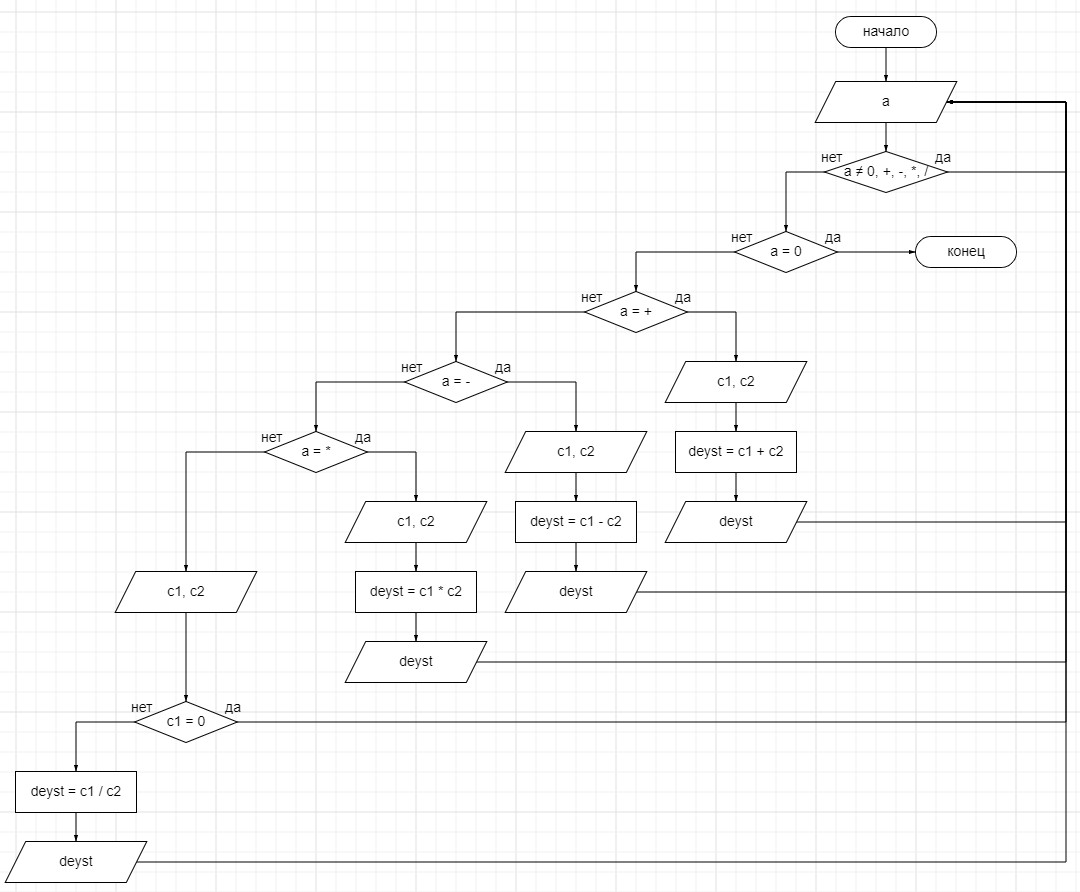 начало
a
нет
да
a ≠ 0, +, -, *, /
нет
да
a = 0
конец
нет
да
a = +
нет
да
a = -
c1, c2
нет
да
a = *
c1, c2
deyst = c1 + c2
c1, c2
deyst = c1 - c2
deyst
c1, c2
deyst = c1 * c2
deyst
deyst
нет
да
c1 = 0
deyst = c1 / c2
deyst